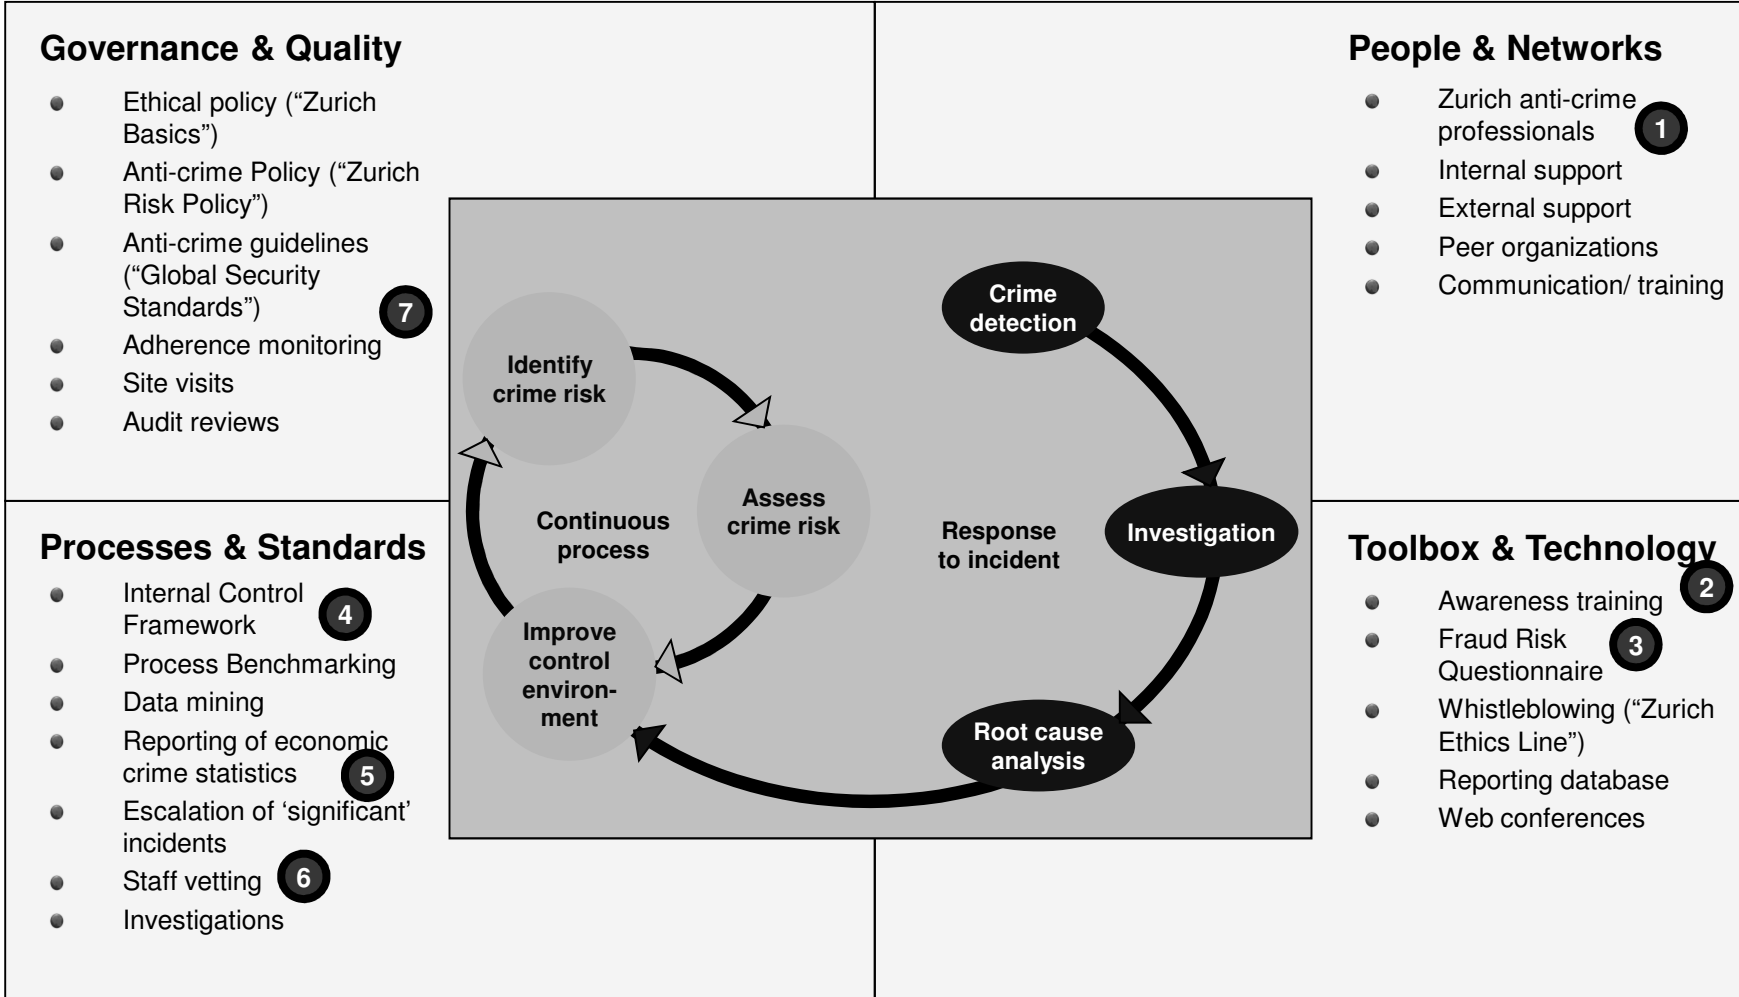 Governance & Quality
Ethical policy (“Zurich
Basics”)
Anti-crime Policy (“Zurich
Risk Policy”)
Anti-crime guidelines
(“Global Security
Standards”)
7
Adherence monitoring
Site visits
Audit reviews
People & Networks
Zurich anti-crime
professionals
1
Internal support
External support
Peer organizations
Communication/ training
Identify
crime risk
Assess
crime risk
Continuous
process
Improve
control
environ-
ment
Crime
detection
Response
to incident
Investigation
Root cause
analysis
Processes & Standards
Internal Control
Framework
4
Process Benchmarking
Data mining
Reporting of economic
crime statistics
5
Escalation of ‘significant’
incidents
Staff vetting
6
Investigations
Toolbox & Technology
2
Awareness training
Fraud Risk
Questionnaire
3
Whistleblowing (“Zurich
Ethics Line”)
Reporting database
Web conferences